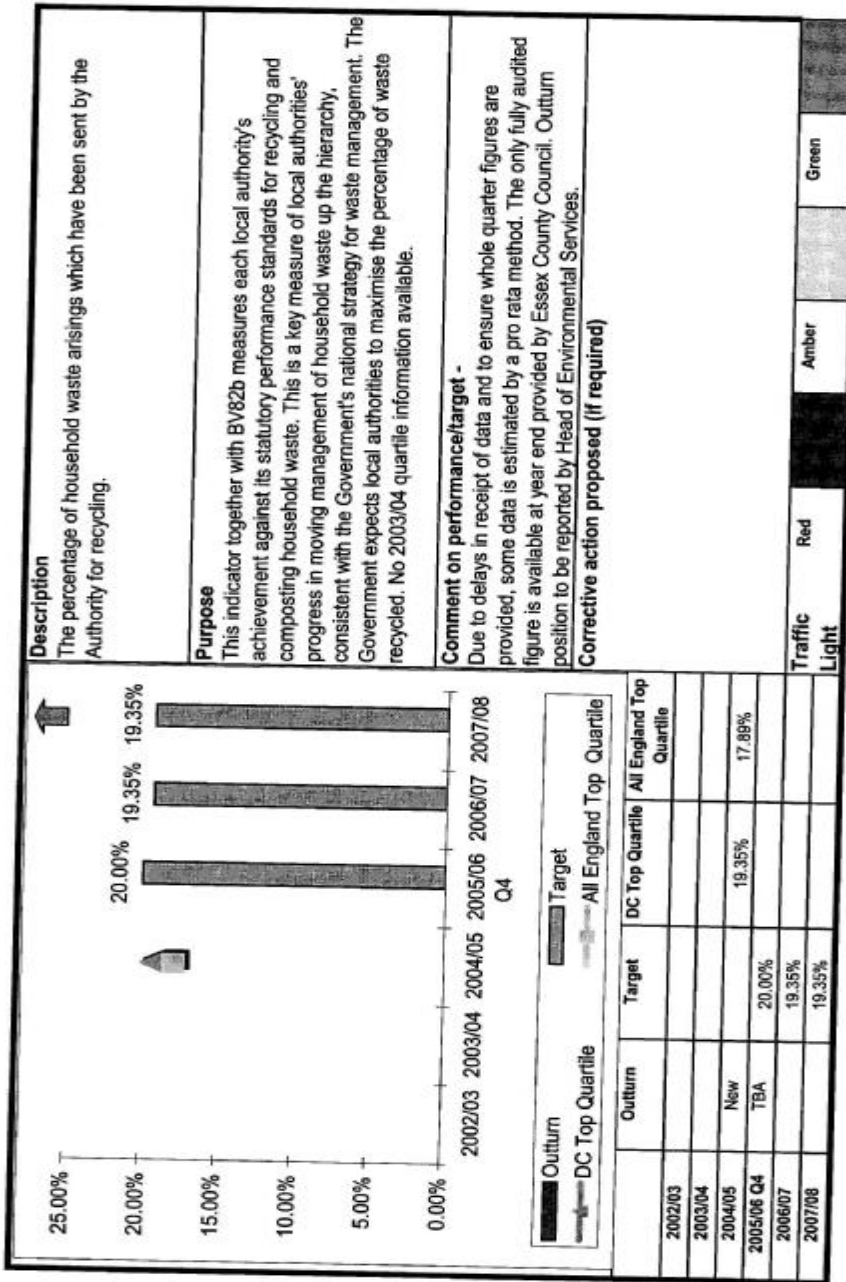 25.00%
20.00%
15.00%
10.00%
5.00%
0.00%
20.00%
19.35%
19.35%
2002/03 2003/04 2004/05 2005/06 2006/07 2007/08
Q4
Outturn
Target
DC Top Quartile
All England Top Quartile
Outturn Target DC Top Quartile All England Top
Quartile
2002/03
2003/04
2004/05 New 19.35% 17.89%
2005/06 Q4 TBA 20.00%
2006/07 19.35%
2007/08 19.35%
Description
The percentage of household waste arisings which have been sent by the
Authority for recycling.
Purpose
This indicator together with BV82b measures each local authority's
achievement against its statutory performance standards for recycling and
composting household waste. This is a key measure of local authorities'
progress in moving management of household waste up the hierarchy,
consistent with the Government's national strategy for waste management. The
Government expects local authorities to maximise the percentage of waste
recycled. No 2003/04 quartile information available.
Comment on performance/target -
Due to delays in receipt of data and to ensure whole quarter figures are
provided, some data is estimated by a pro rata method. The only fully audited
figure is available at year end provided by Essex County Council. Outturn
position to be reported by Head of Environmental Services.
Corrective action proposed (if required)
Traffic Red Amber Green
Light